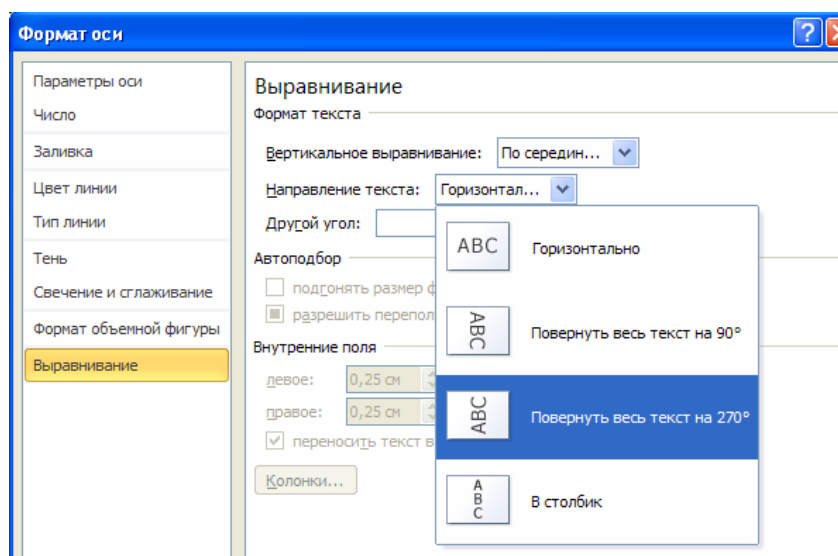 Формат оси
Параметры оси
Число
Заливка
Цвет линии
Тип линии
Тень
Свечение и сглаживание
Формат объемной фигуры
Выравнивание
Выравнивание
Формат текста
Вертикальное выравнивание: По середин...
Направление текста: Горизонтал...
Другой угол:
Автоподбор
подгонять размер ф
разрешить перепол
Внутренние поля
левое: 0,25 см
правое: 0,25 см
переносить текст в
Колонки...
ABC Горизонтально
ABC Повернуть весь текст на 90°
ABC Повернуть весь текст на 270°
A
B
C
В столбик